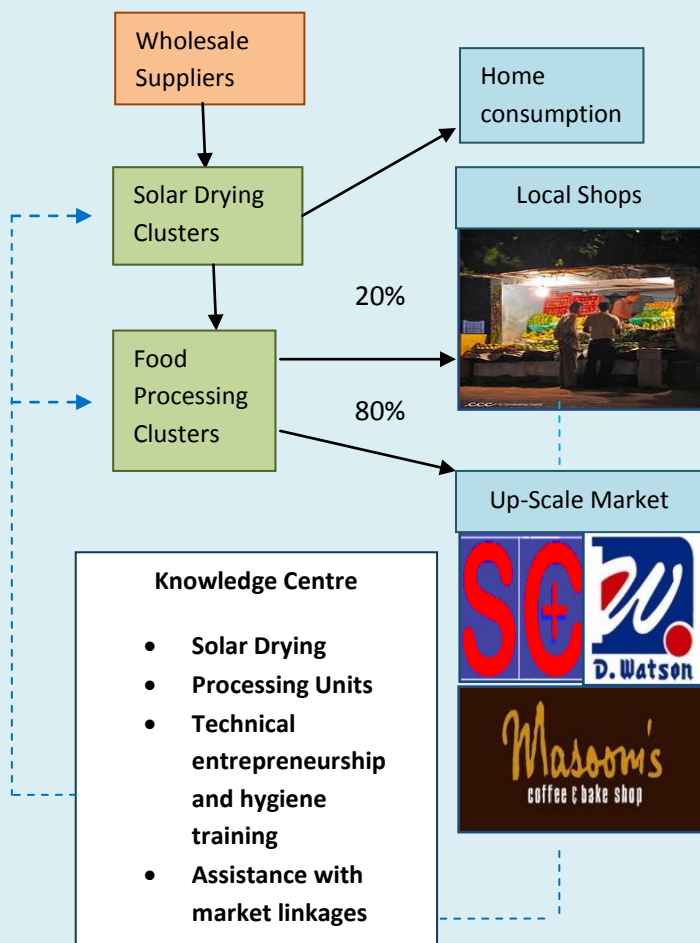 Wholesale
Suppliers
Home
consumption
Solar Drying
Clusters
Local Shops
20%
Food
Processing
Clusters
80%
Up-Scale Market
SC+
W.
D. Watson
Masoom's
coffee & bake shop
Knowledge Centre
• Solar Drying
• Processing Units
• Technical
entrepreneurship
and hygiene
training
• Assistance with
market linkages